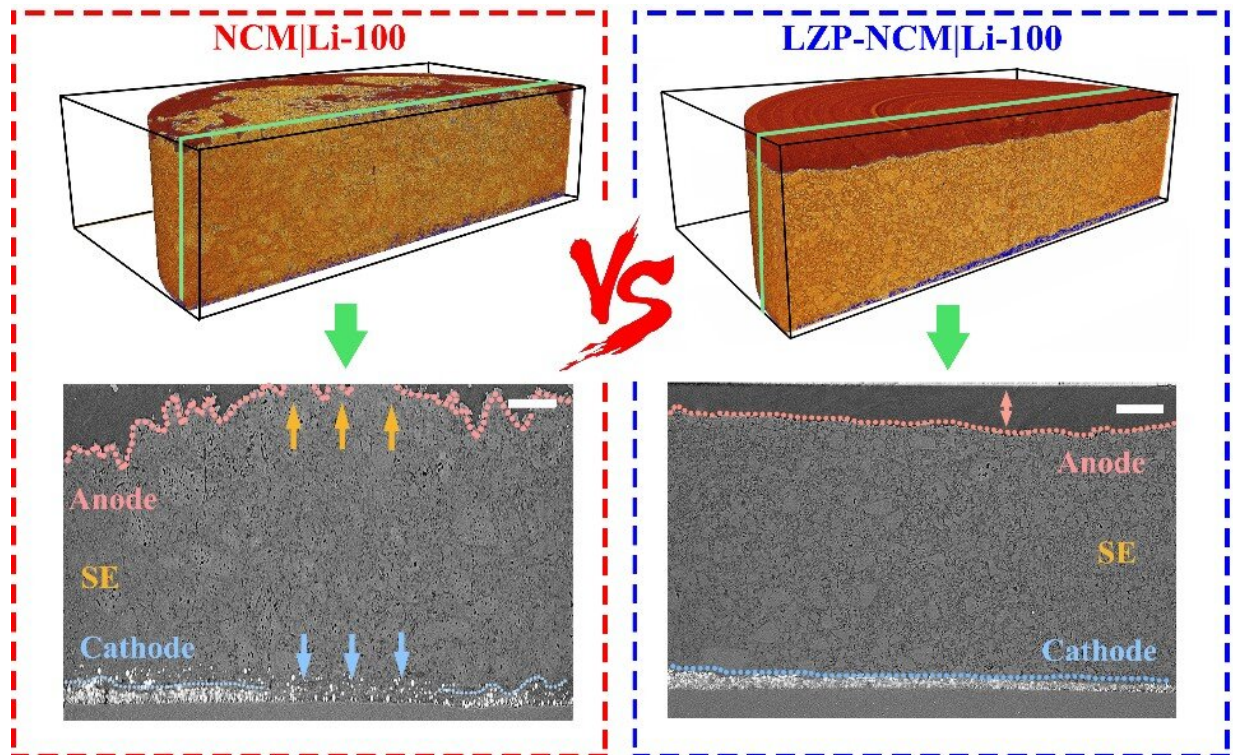 NCM|Li-100
LZP-NCM|Li-100
VS
Anode
SE
Cathode
Anode
SE
Cathode